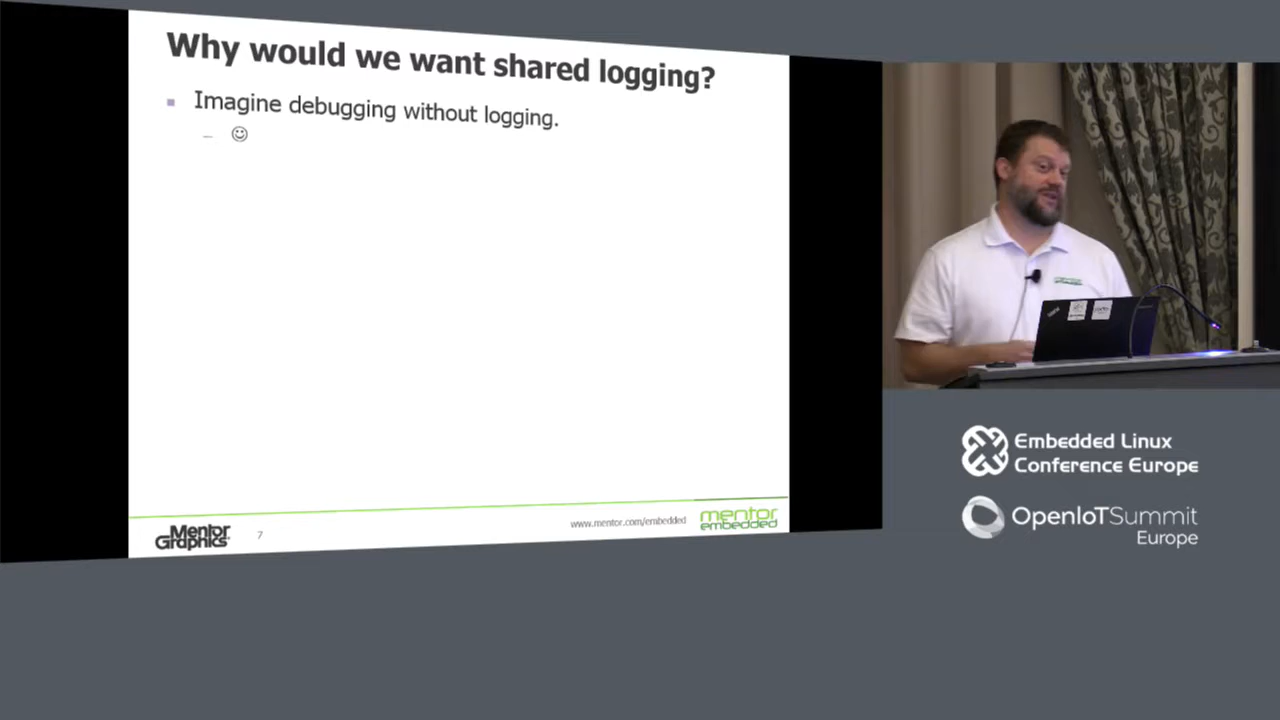 Why would we want shared logging?
Imagine debugging without logging.
Mentor Graphics
7
www.mentor.com/embedded
mentor embedded
Embedded Linux
Conference Europe
OpenIoTSummit
Europe